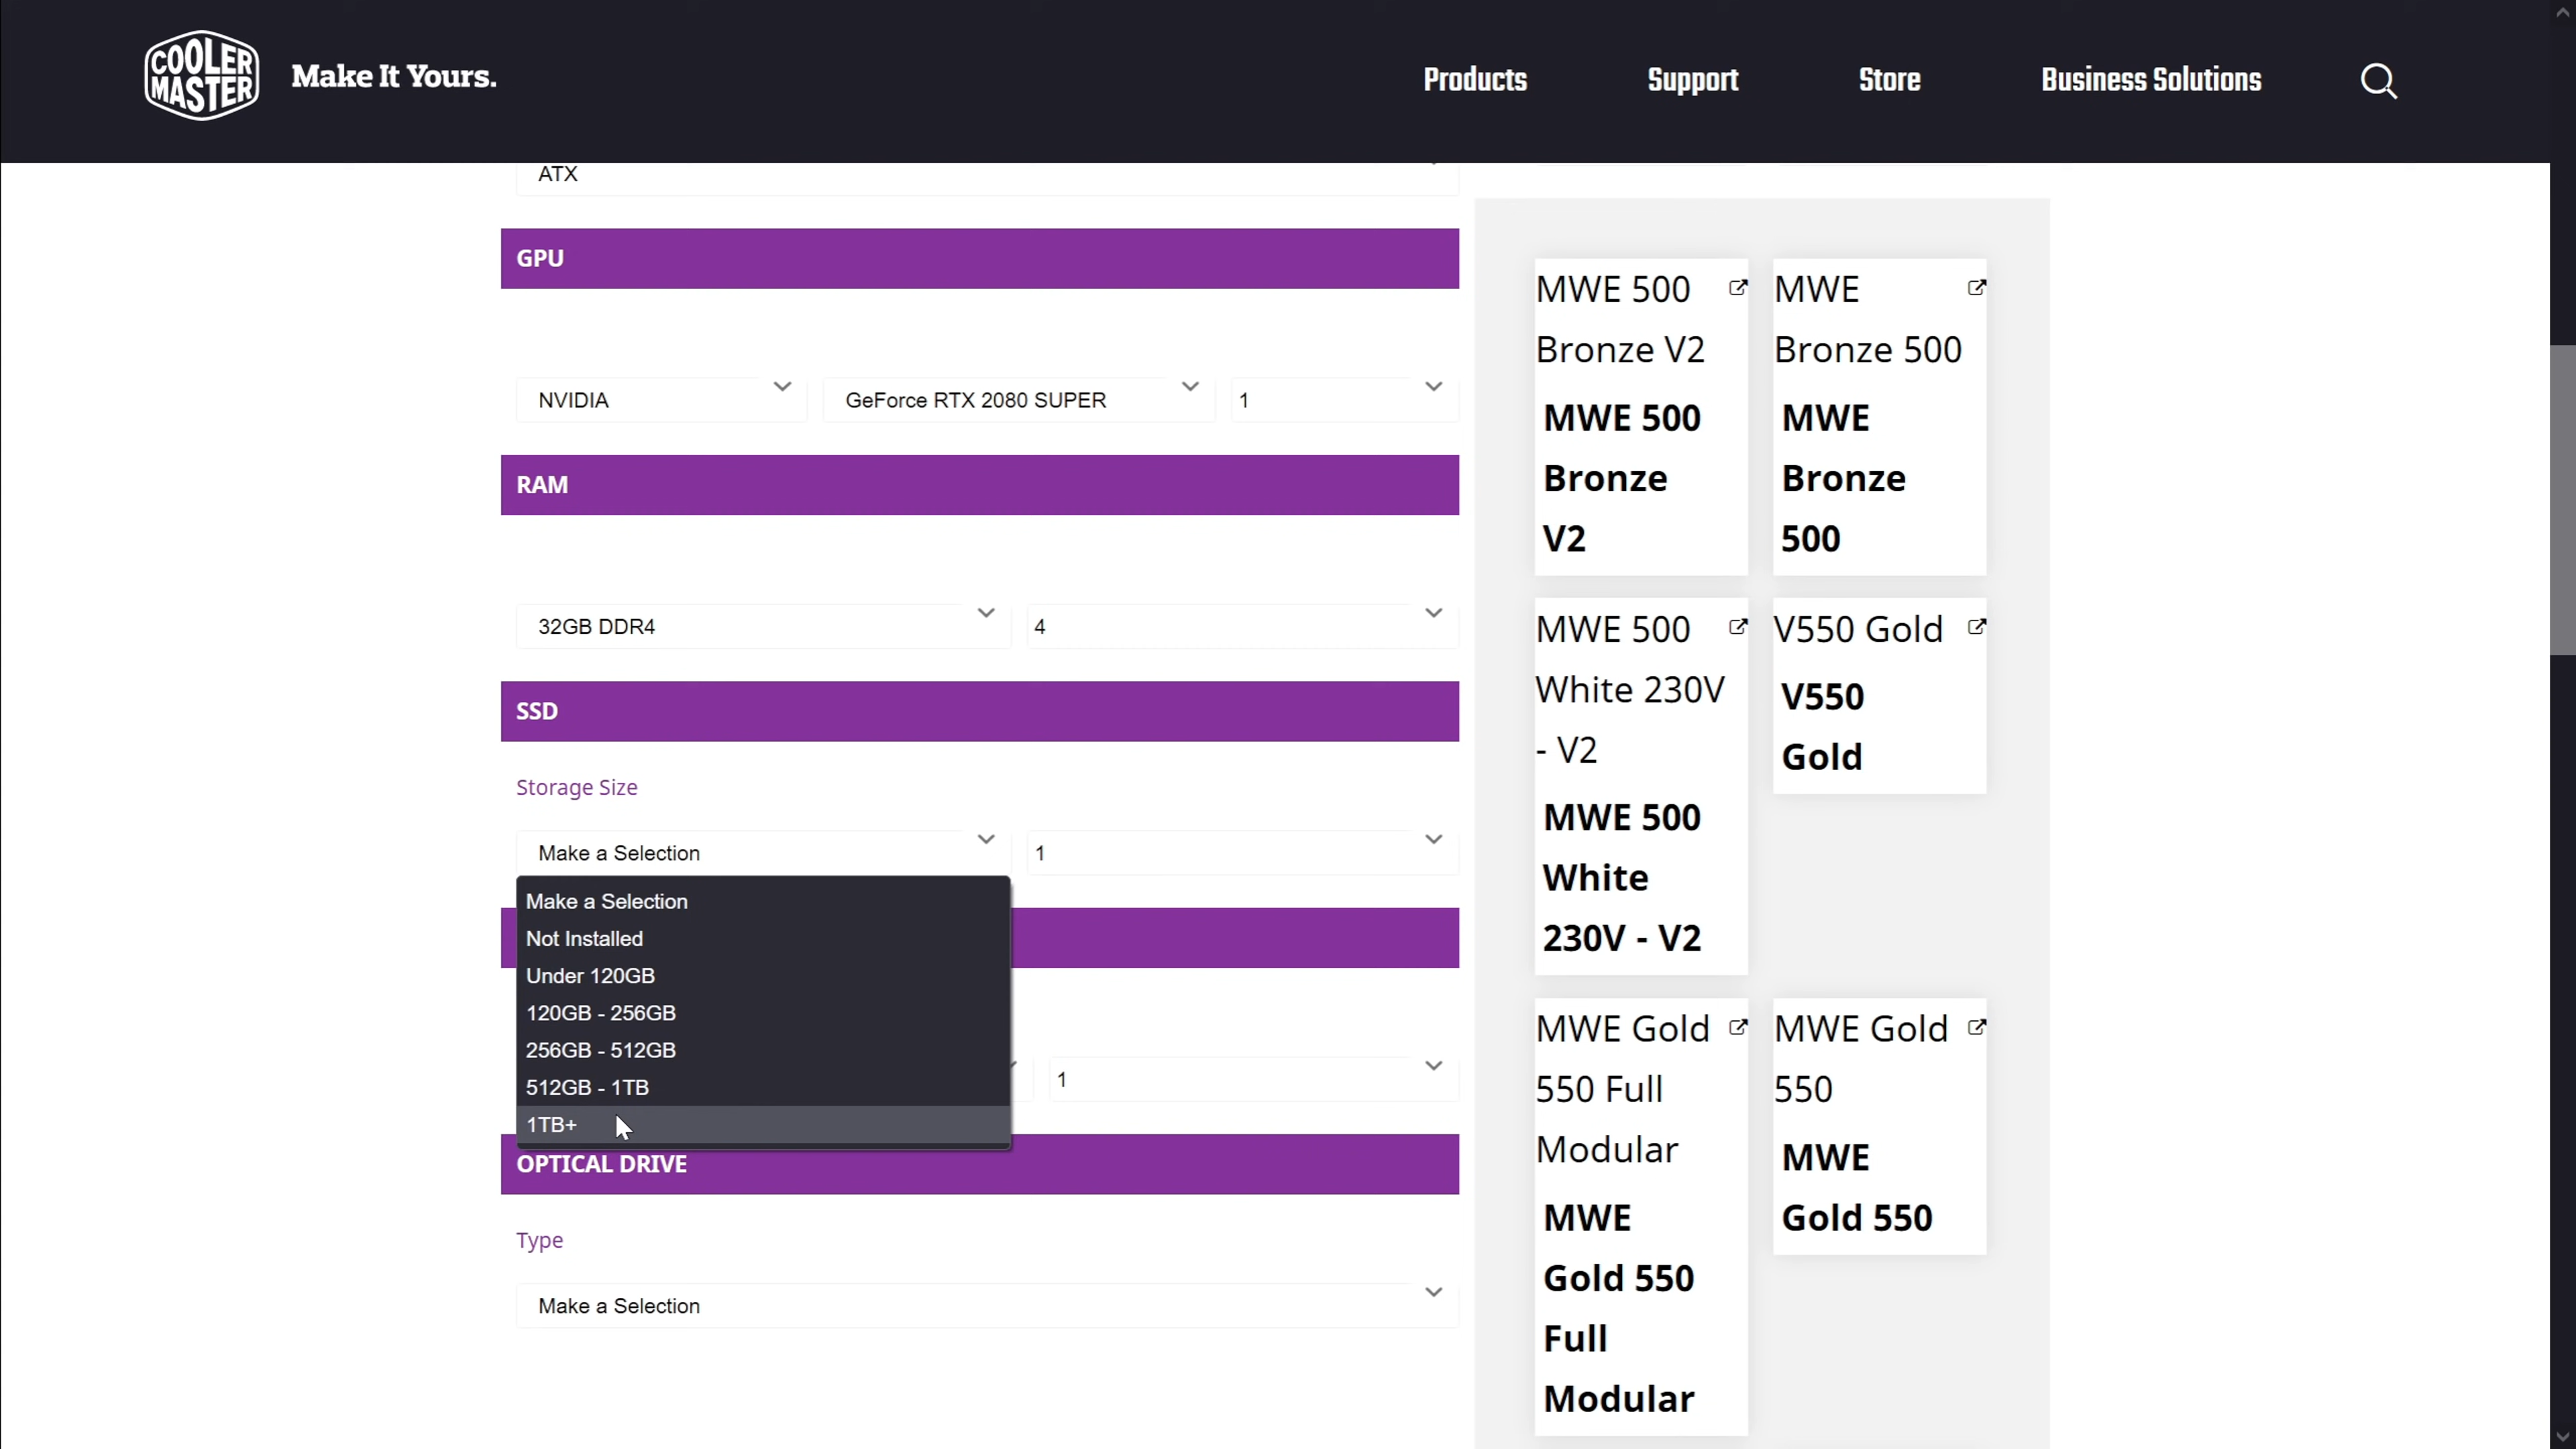 COOLER
MASTER
Make It Yours.
Products
Support
Store
Business Solutions
ATX
GPU
NVIDIA
GeForce RTX 2080 SUPER
1
RAM
32GB DDR4
4
SSD
Storage Size
Make a Selection
1
Make a Selection
Not Installed
Under 120GB
120GB - 256GB
256GB - 512GB
512GB - 1TB
1TB+
1
OPTICAL DRIVE
Type
Make a Selection
MWE 500
Bronze V2
MWE 500
Bronze
V2
MWE
Bronze 500
MWE
Bronze
500
MWE 500
White 230V
- V2
MWE 500
White
230V - V2
V550 Gold
V550
Gold
MWE Gold
550 Full
Modular
MWE
Gold 550
Full
Modular
MWE Gold
550
MWE
Gold 550